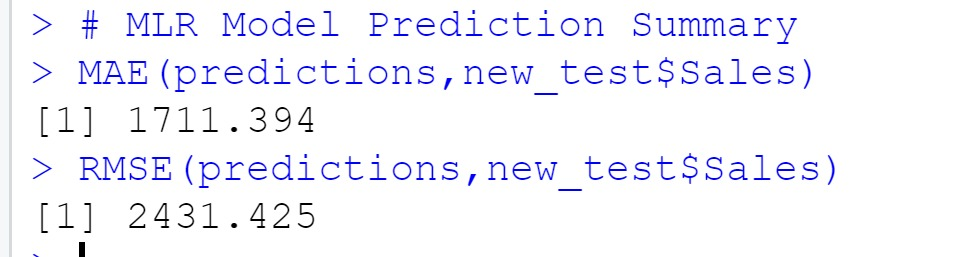 > # MLR Model Prediction Summary
> MAE(predictions,new_test$Sales)
[1] 1711.394
> RMSE(predictions,new_test$Sales)
[1] 2431.425
>